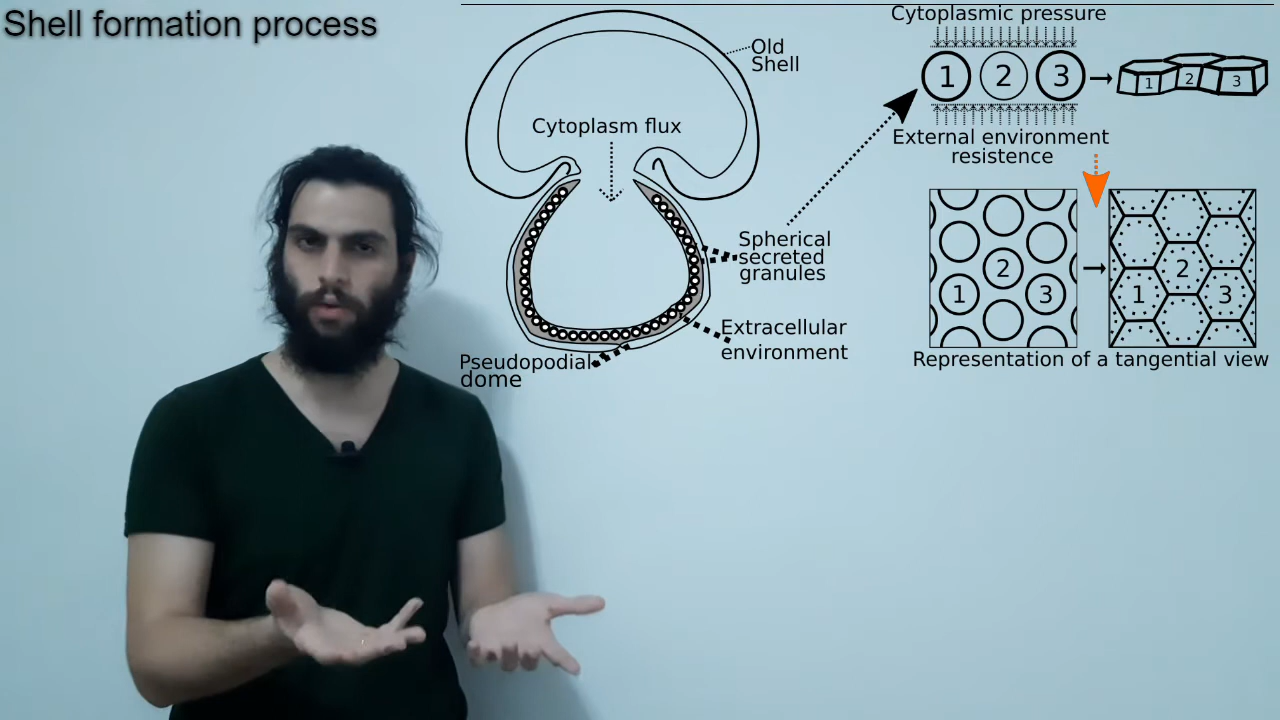 Shell formation process
Old
Shell
Cytoplasm flux
Spherical
secreted
granules
Extracellular
environment
Pseudopodial
dome
Cytoplasmic pressure
1 2 3
1 2 3
External environment
resistence
2
1 3
2
1 3
Representation of a tangential view